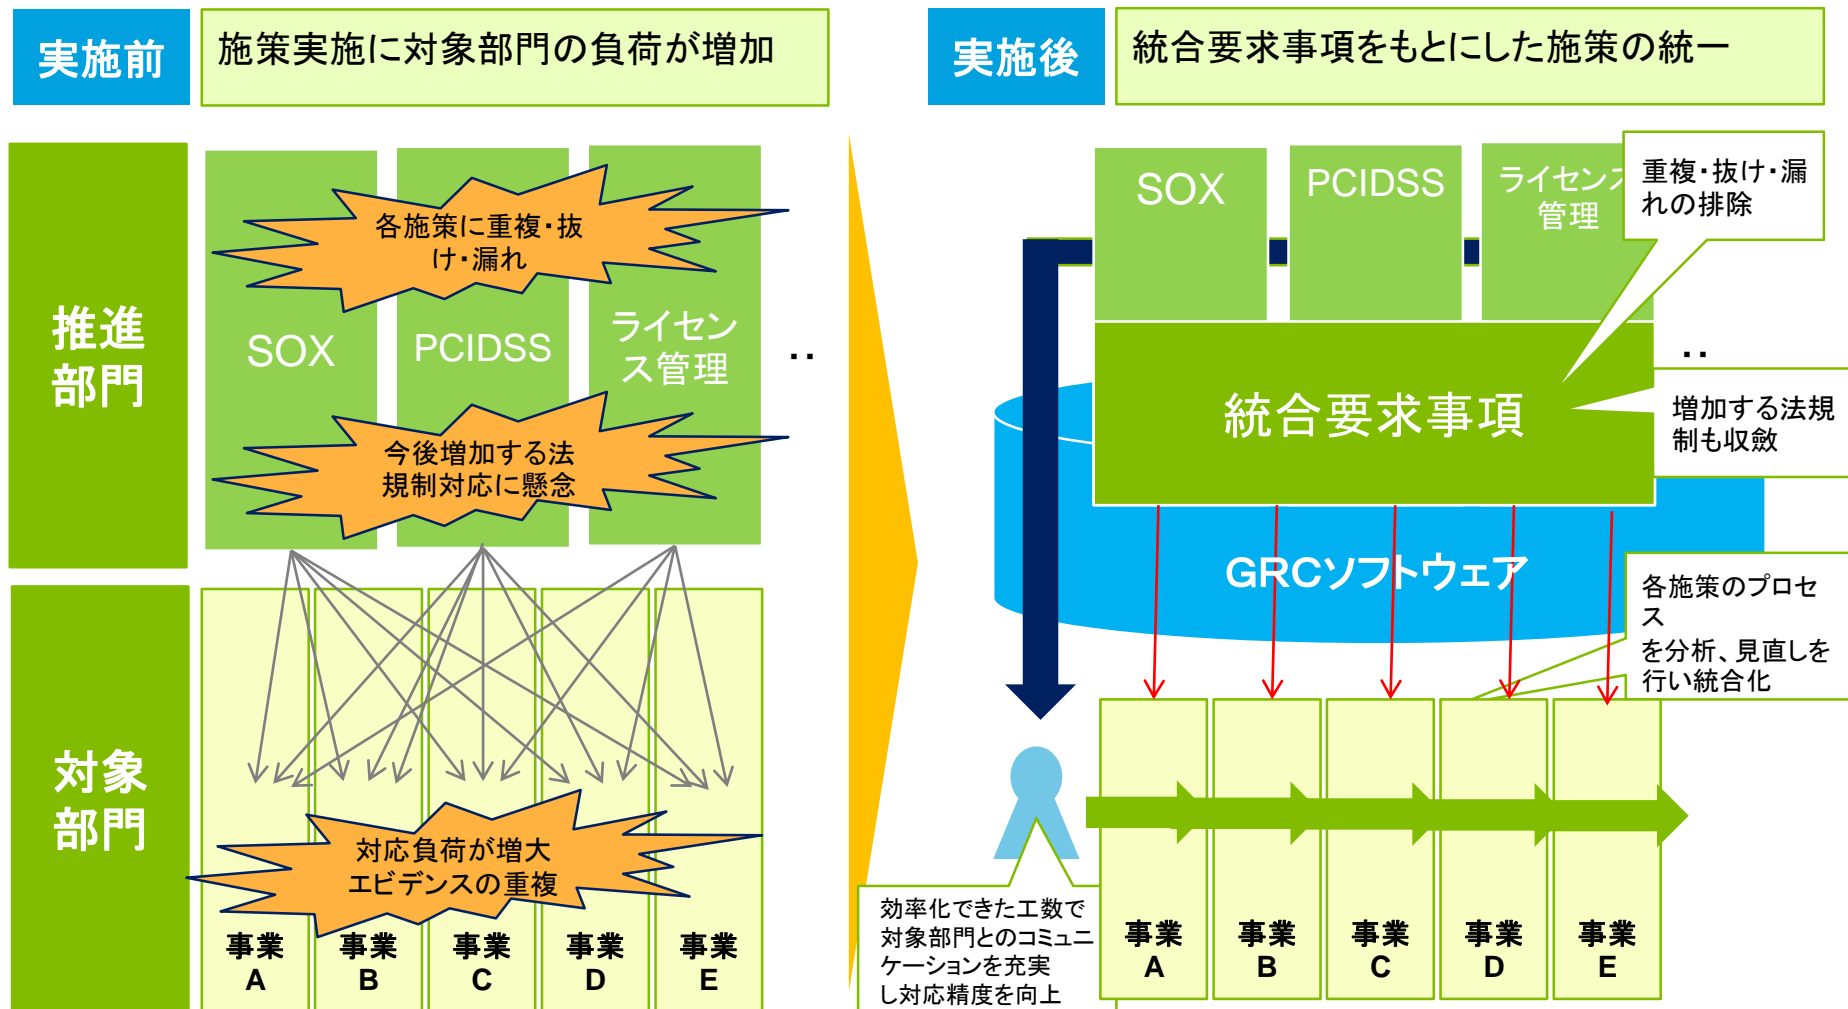 実施前
施策実施に対象部門の負荷が増加
推進
部門
SOX
PCIDSS
ライセン
ス管理
‥
各施策に重複・抜
け・漏れ
今後増加する法
規制対応に懸念
対象
部門
対応負荷が増大
エビデンスの重複
事業
A
事業
B
事業
C
事業
D
事業
E
実施後
統合要求事項をもとにした施策の統一
SOX
PCIDSS
ライセンス
管理
重複・抜け・漏
れの排除
‥
統合要求事項
増加する法規
制も収斂
GRCソフトウェア
各施策のプロセ
ス
を分析、見直しを
行い統合化
効率化できた工数で
対象部門とのコミュニ
ケーションを充実
し対応精度を向上
事業
A
事業
B
事業
C
事業
D
事業
E